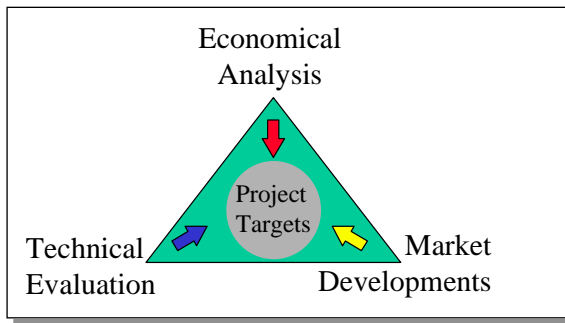 Economical
Analysis
Project
Targets
Technical
Evaluation
Market
Developments